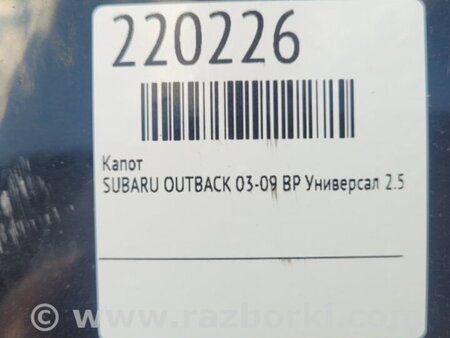 220226
Капот
SUBARU OUTBACK 03-09 BP Универсал 2.5
© www.razborki.com